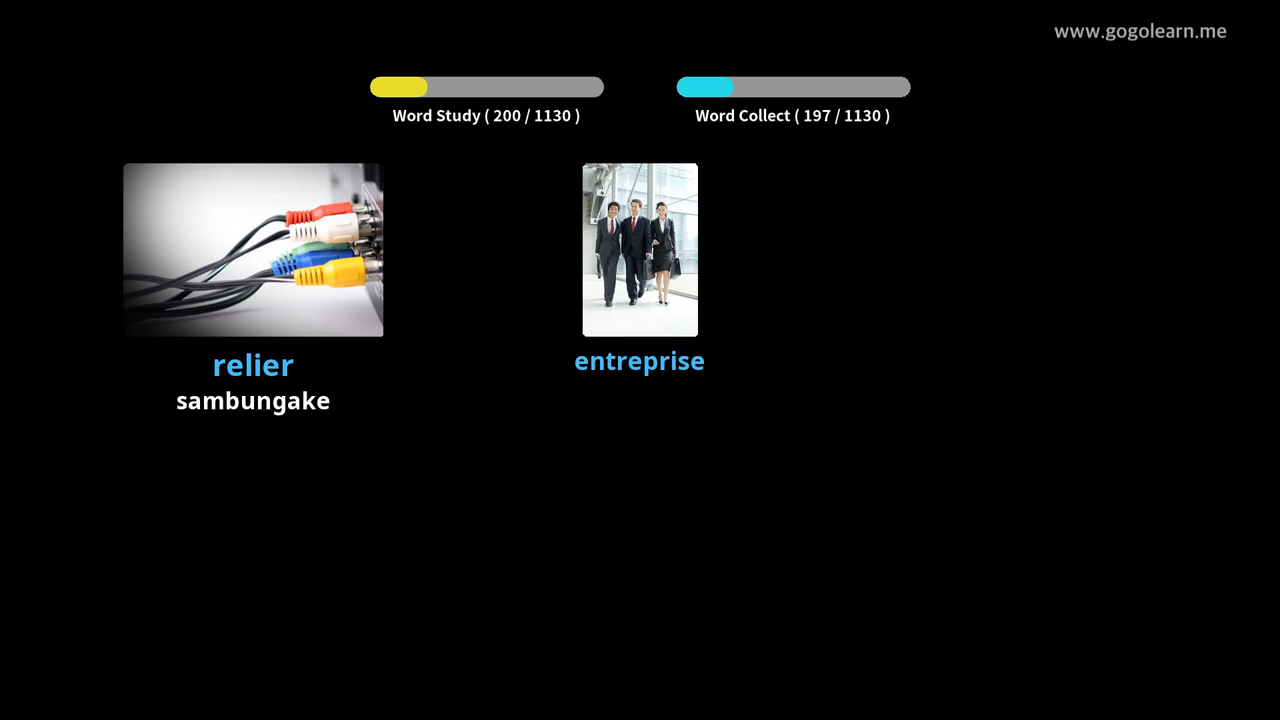 www.gogolearn.me
Word Study ( 200 / 1130 )
Word Collect ( 197 / 1130 )
relier
sambungake
entreprise